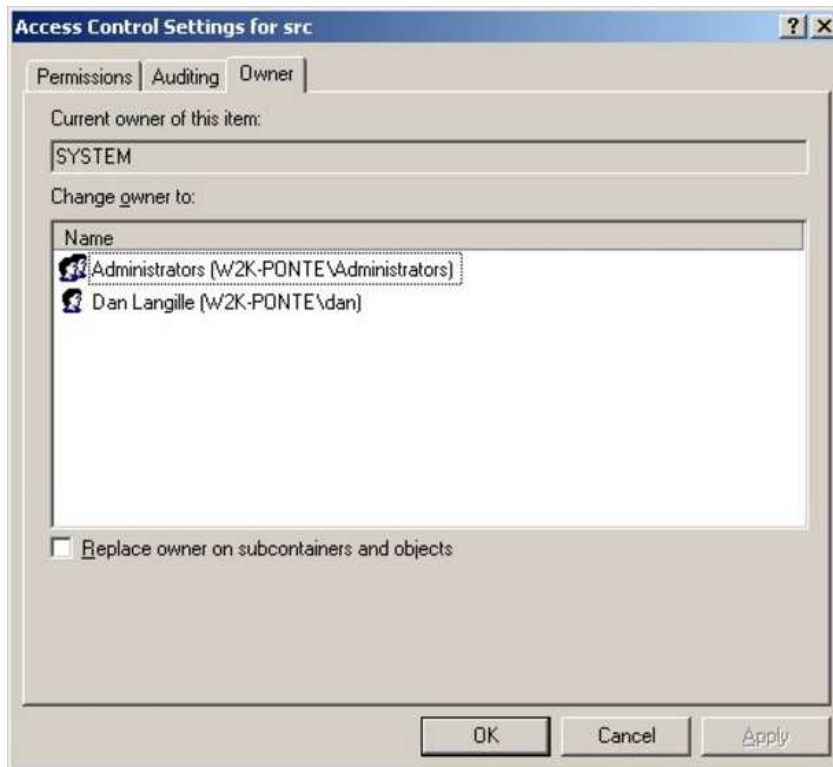 Access Control Settings for src
Permissions Auditing Owner
Current owner of this item:
SYSTEM
Change owner to:
Name
Administrators (W2K-PONTE\Administrators)
Dan Langille (W2K-PONTE\dan)
Replace owner on subcontainers and objects
OK Cancel Apply